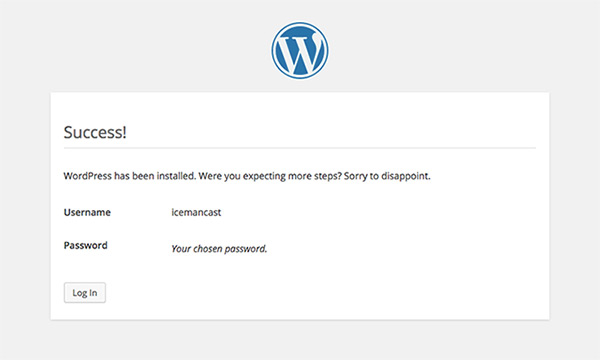 W
Success!
WordPress has been installed. Were you expecting more steps? Sorry to disappoint.
Username icemancast
Password Your chosen password.
Log In